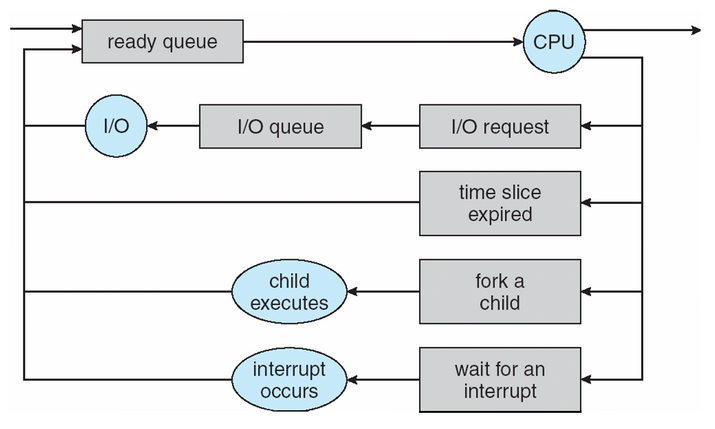 ready queue
CPU
I/O
I/O queue
I/O request
time slice
expired
child
executes
fork a
child
interrupt
occurs
wait for an
interrupt